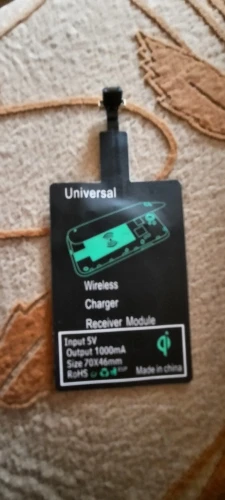 Universal
Wireless
Charger
Receiver Module
Input 5V
Output 1000mA
Size 70X46mm
RoHS
Made in china